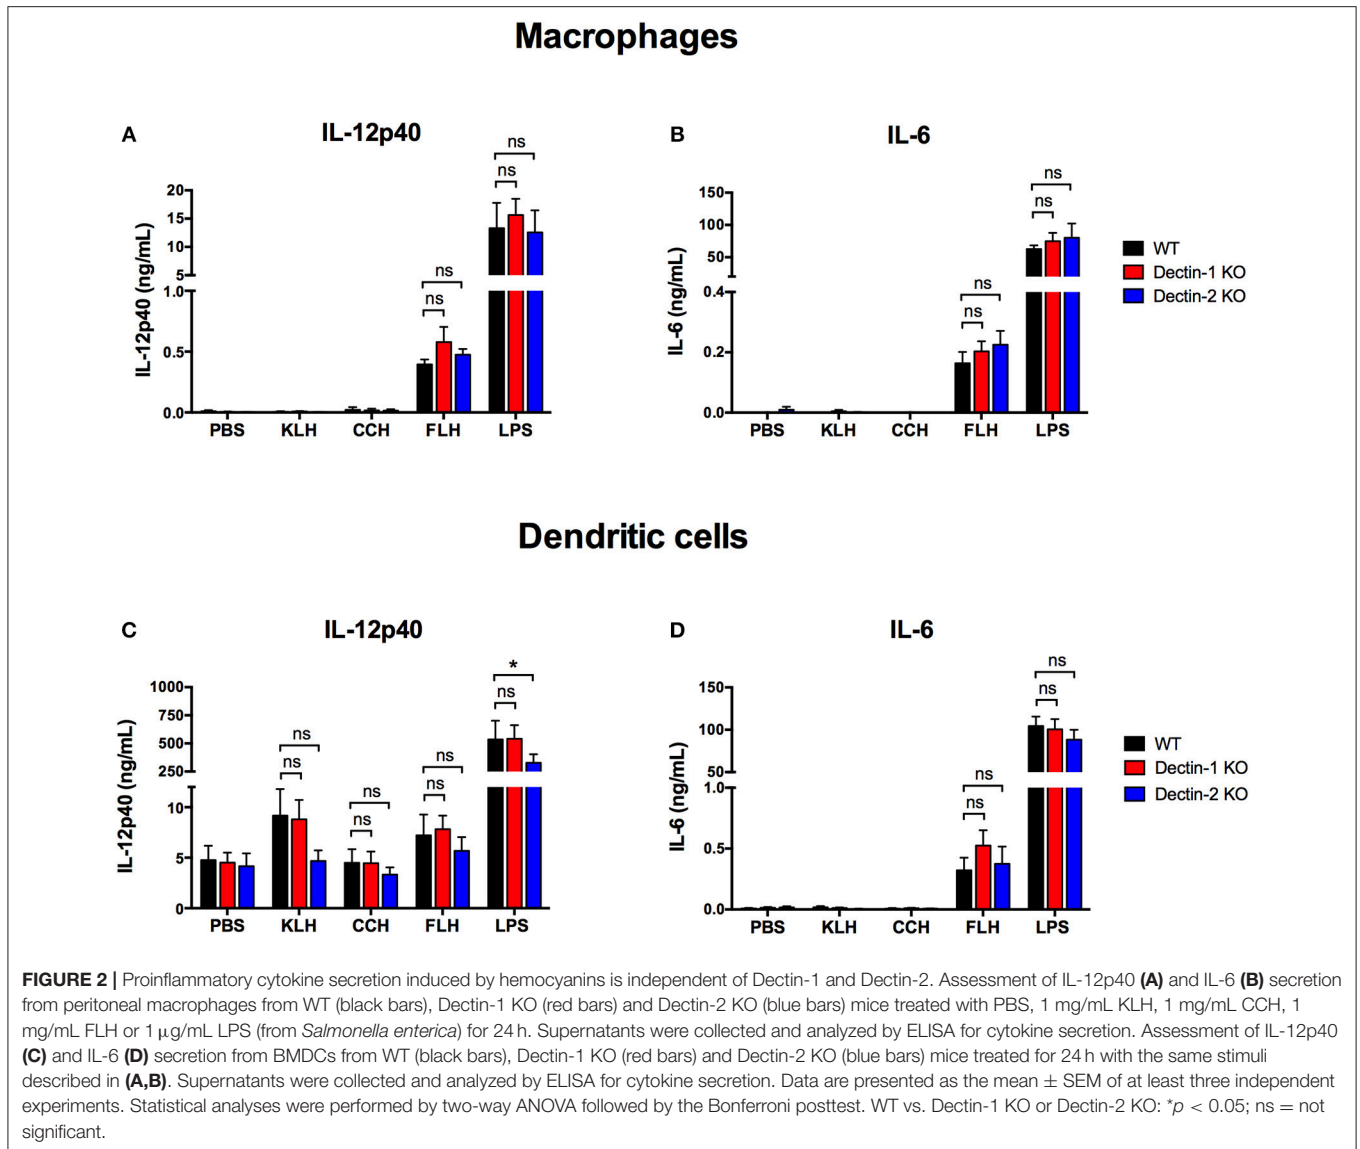 Macrophages
A
IL-12p40
IL-12p40 (ng/mL)
20
15
10
5
1.0
0.5
0.0
ns
ns
ns
ns
PBS KLH CCH FLH LPS
B
IL-6
IL-6 (ng/mL)
150
100
50
0.4
0.2
0.0
ns
ns
ns
ns
PBS KLH CCH FLH LPS
WT
Dectin-1 KO
Dectin-2 KO
Dendritic cells
C
IL-12p40
IL-12p40 (ng/mL)
1000
750
500
250
10
5
0
ns
ns
ns
ns
ns
ns
*
ns
PBS KLH CCH FLH LPS
D
IL-6
IL-6 (ng/mL)
150
100
50
1.0
0.5
0.0
ns
ns
ns
ns
PBS KLH CCH FLH LPS
WT
Dectin-1 KO
Dectin-2 KO
FIGURE 2 | Proinflammatory cytokine secretion induced by hemocyanins is independent of Dectin-1 and Dectin-2. Assessment of IL-12p40 (A) and IL-6 (B) secretion
from peritoneal macrophages from WT (black bars), Dectin-1 KO (red bars) and Dectin-2 KO (blue bars) mice treated with PBS, 1 mg/mL KLH, 1 mg/mL CCH, 1
mg/mL FLH or 1 μg/mL LPS (from Salmonella enterica) for 24 h. Supernatants were collected and analyzed by ELISA for cytokine secretion. Assessment of IL-12p40
(C) and IL-6 (D) secretion from BMDCs from WT (black bars), Dectin-1 KO (red bars) and Dectin-2 KO (blue bars) mice treated for 24 h with the same stimuli
described in (A,B). Supernatants were collected and analyzed by ELISA for cytokine secretion. Data are presented as the mean ± SEM of at least three independent
experiments. Statistical analyses were performed by two-way ANOVA followed by the Bonferroni posttest. WT vs. Dectin-1 KO or Dectin-2 KO: *p < 0.05; ns = not
significant.